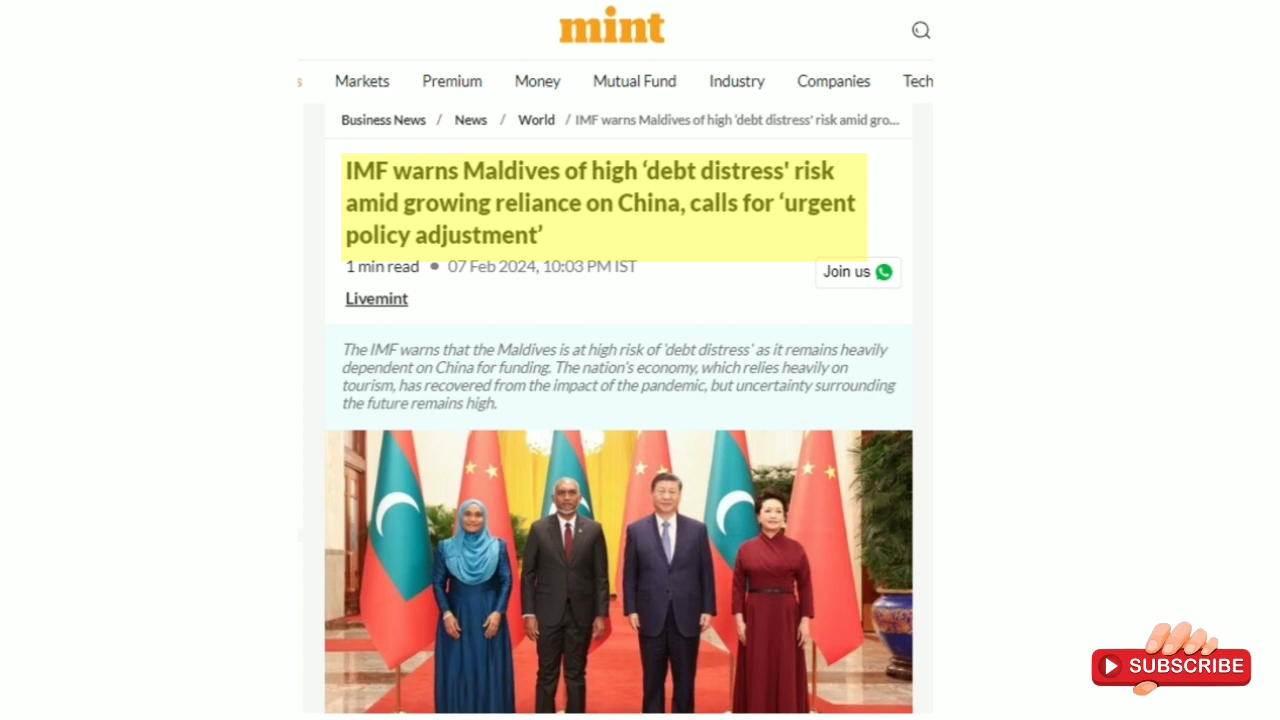 mint
s Markets Premium Money Mutual Fund Industry Companies Tech
Business News / News / World / IMF warns Maldives of high ‘debt distress' risk amid gro...
IMF warns Maldives of high ‘debt distress' risk
amid growing reliance on China, calls for ‘urgent
policy adjustment’
1 min read ● 07 Feb 2024, 10:03 PM IST
Join us
Livemint
The IMF warns that the Maldives is at high risk of 'debt distress' as it remains heavily
dependent on China for funding. The nation's economy, which relies heavily on
tourism, has recovered from the impact of the pandemic, but uncertainty surrounding
the future remains high.
SUBSCRIBE